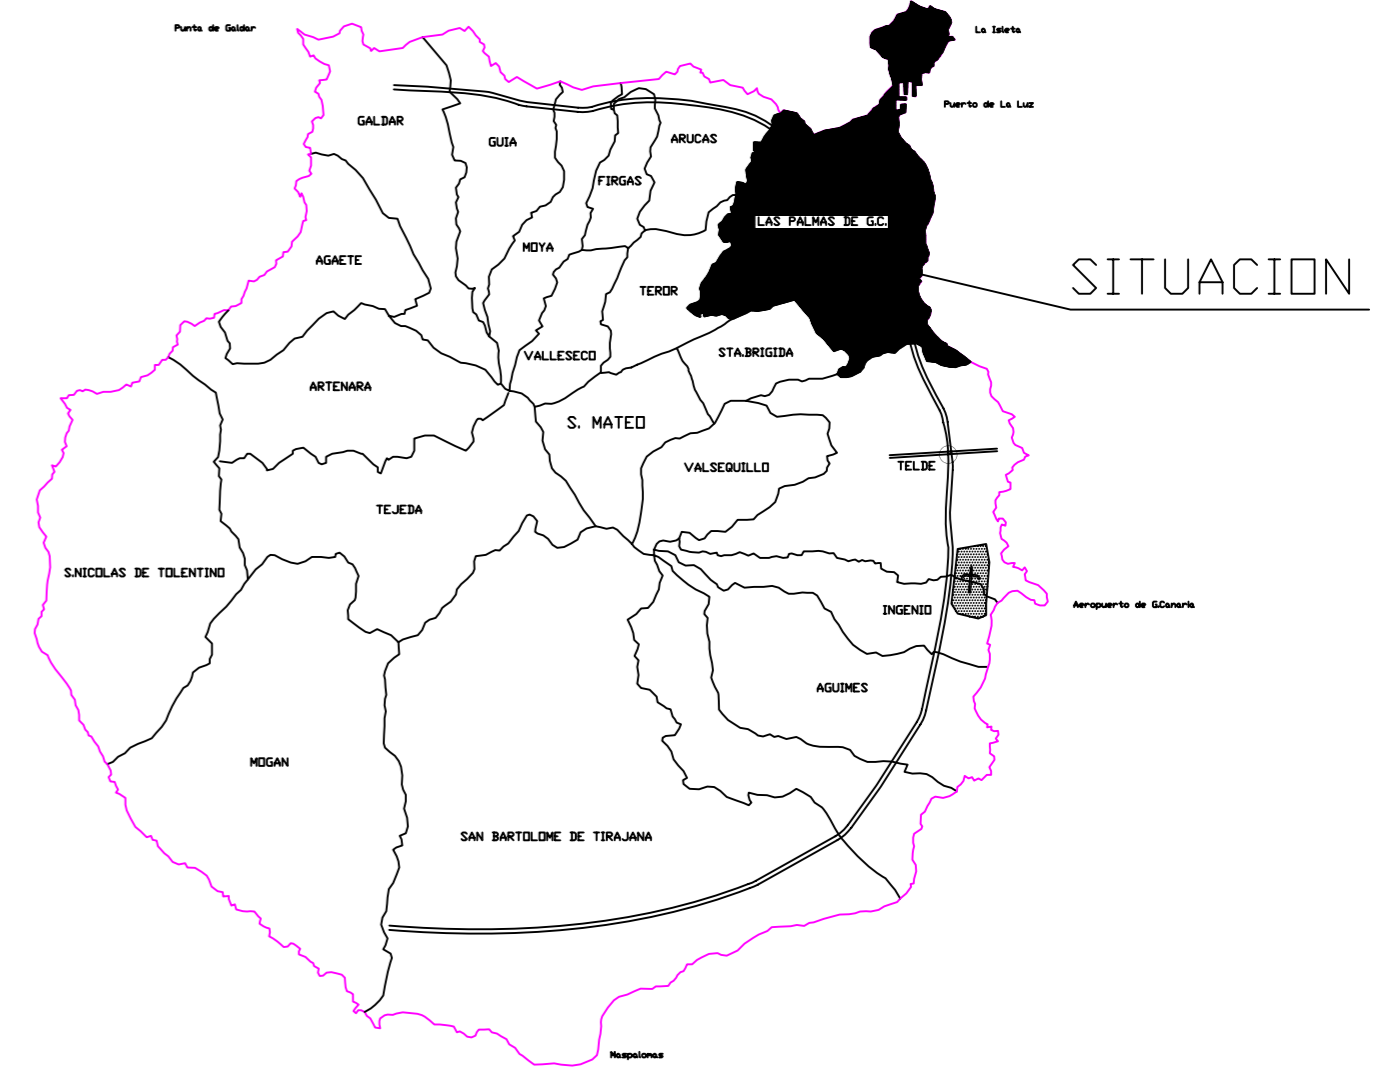 Punta de Galdar
La Isleta
Puerto de La Luz
GALDAR
GUIA
ARUCAS
FIRGAS
LAS PALMAS DE G.C.
MOYA
AGAETE
SITUACION
TEROR
VALLESECO
STA.BRIGIDA
ARTENARA
S. MATEO
VALSEQUILLO
TELDE
TEJEDA
S.NICOLAS DE TOLENTINO
INGENIO
Aeropuerto de G.Canaria
AGUIMES
MOGAN
SAN BARTOLOME DE TIRAJANA
Maspalomas